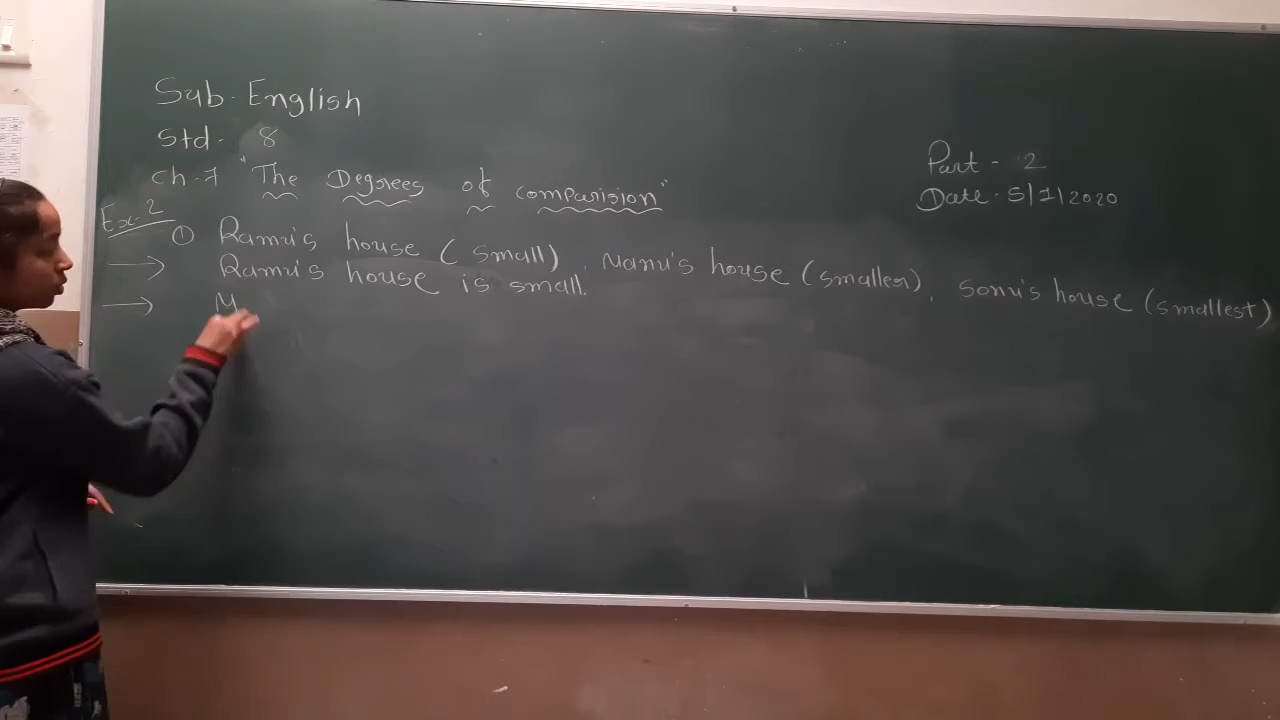 Sub. English
Std. 8
Ch-7 "The Degrees of comparision"
Part - 2
Date. 5/1/2020
Ex-2
① Ramu's house (small), Manu's house (smaller), Sonu's house (smallest)
→ Ramu's house is small.
→ M